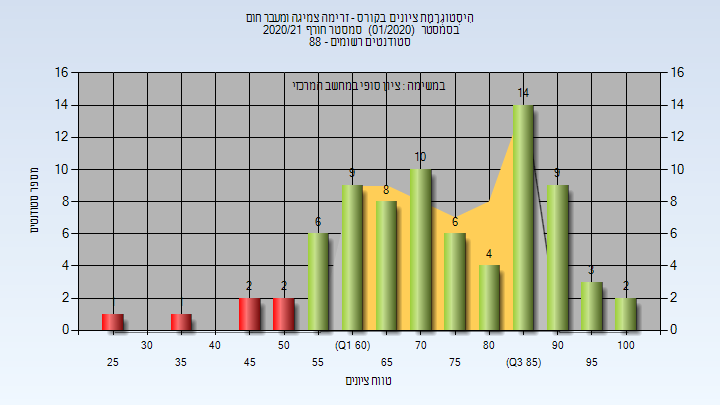 היסטוגרמת ציונים בקורס - זרימה צמיגה ומעבר חום
בסמסטר (01/2020) סמסטר חורף 2020/21
סטודנטים רשומים - 88
במשימה : ציון סופי במחשב המרכזי
מספר סטודנטים
16 16
14 14
12 12
10 10
8 8
6 6
4 4
2 2
0 0
2 2 6 9 8 10 6 4 14 9 3 2
30 40 50 (Q1 60) 70 80 90 100
25 35 45 55 65 75 (Q3 85) 95
טווח ציונים